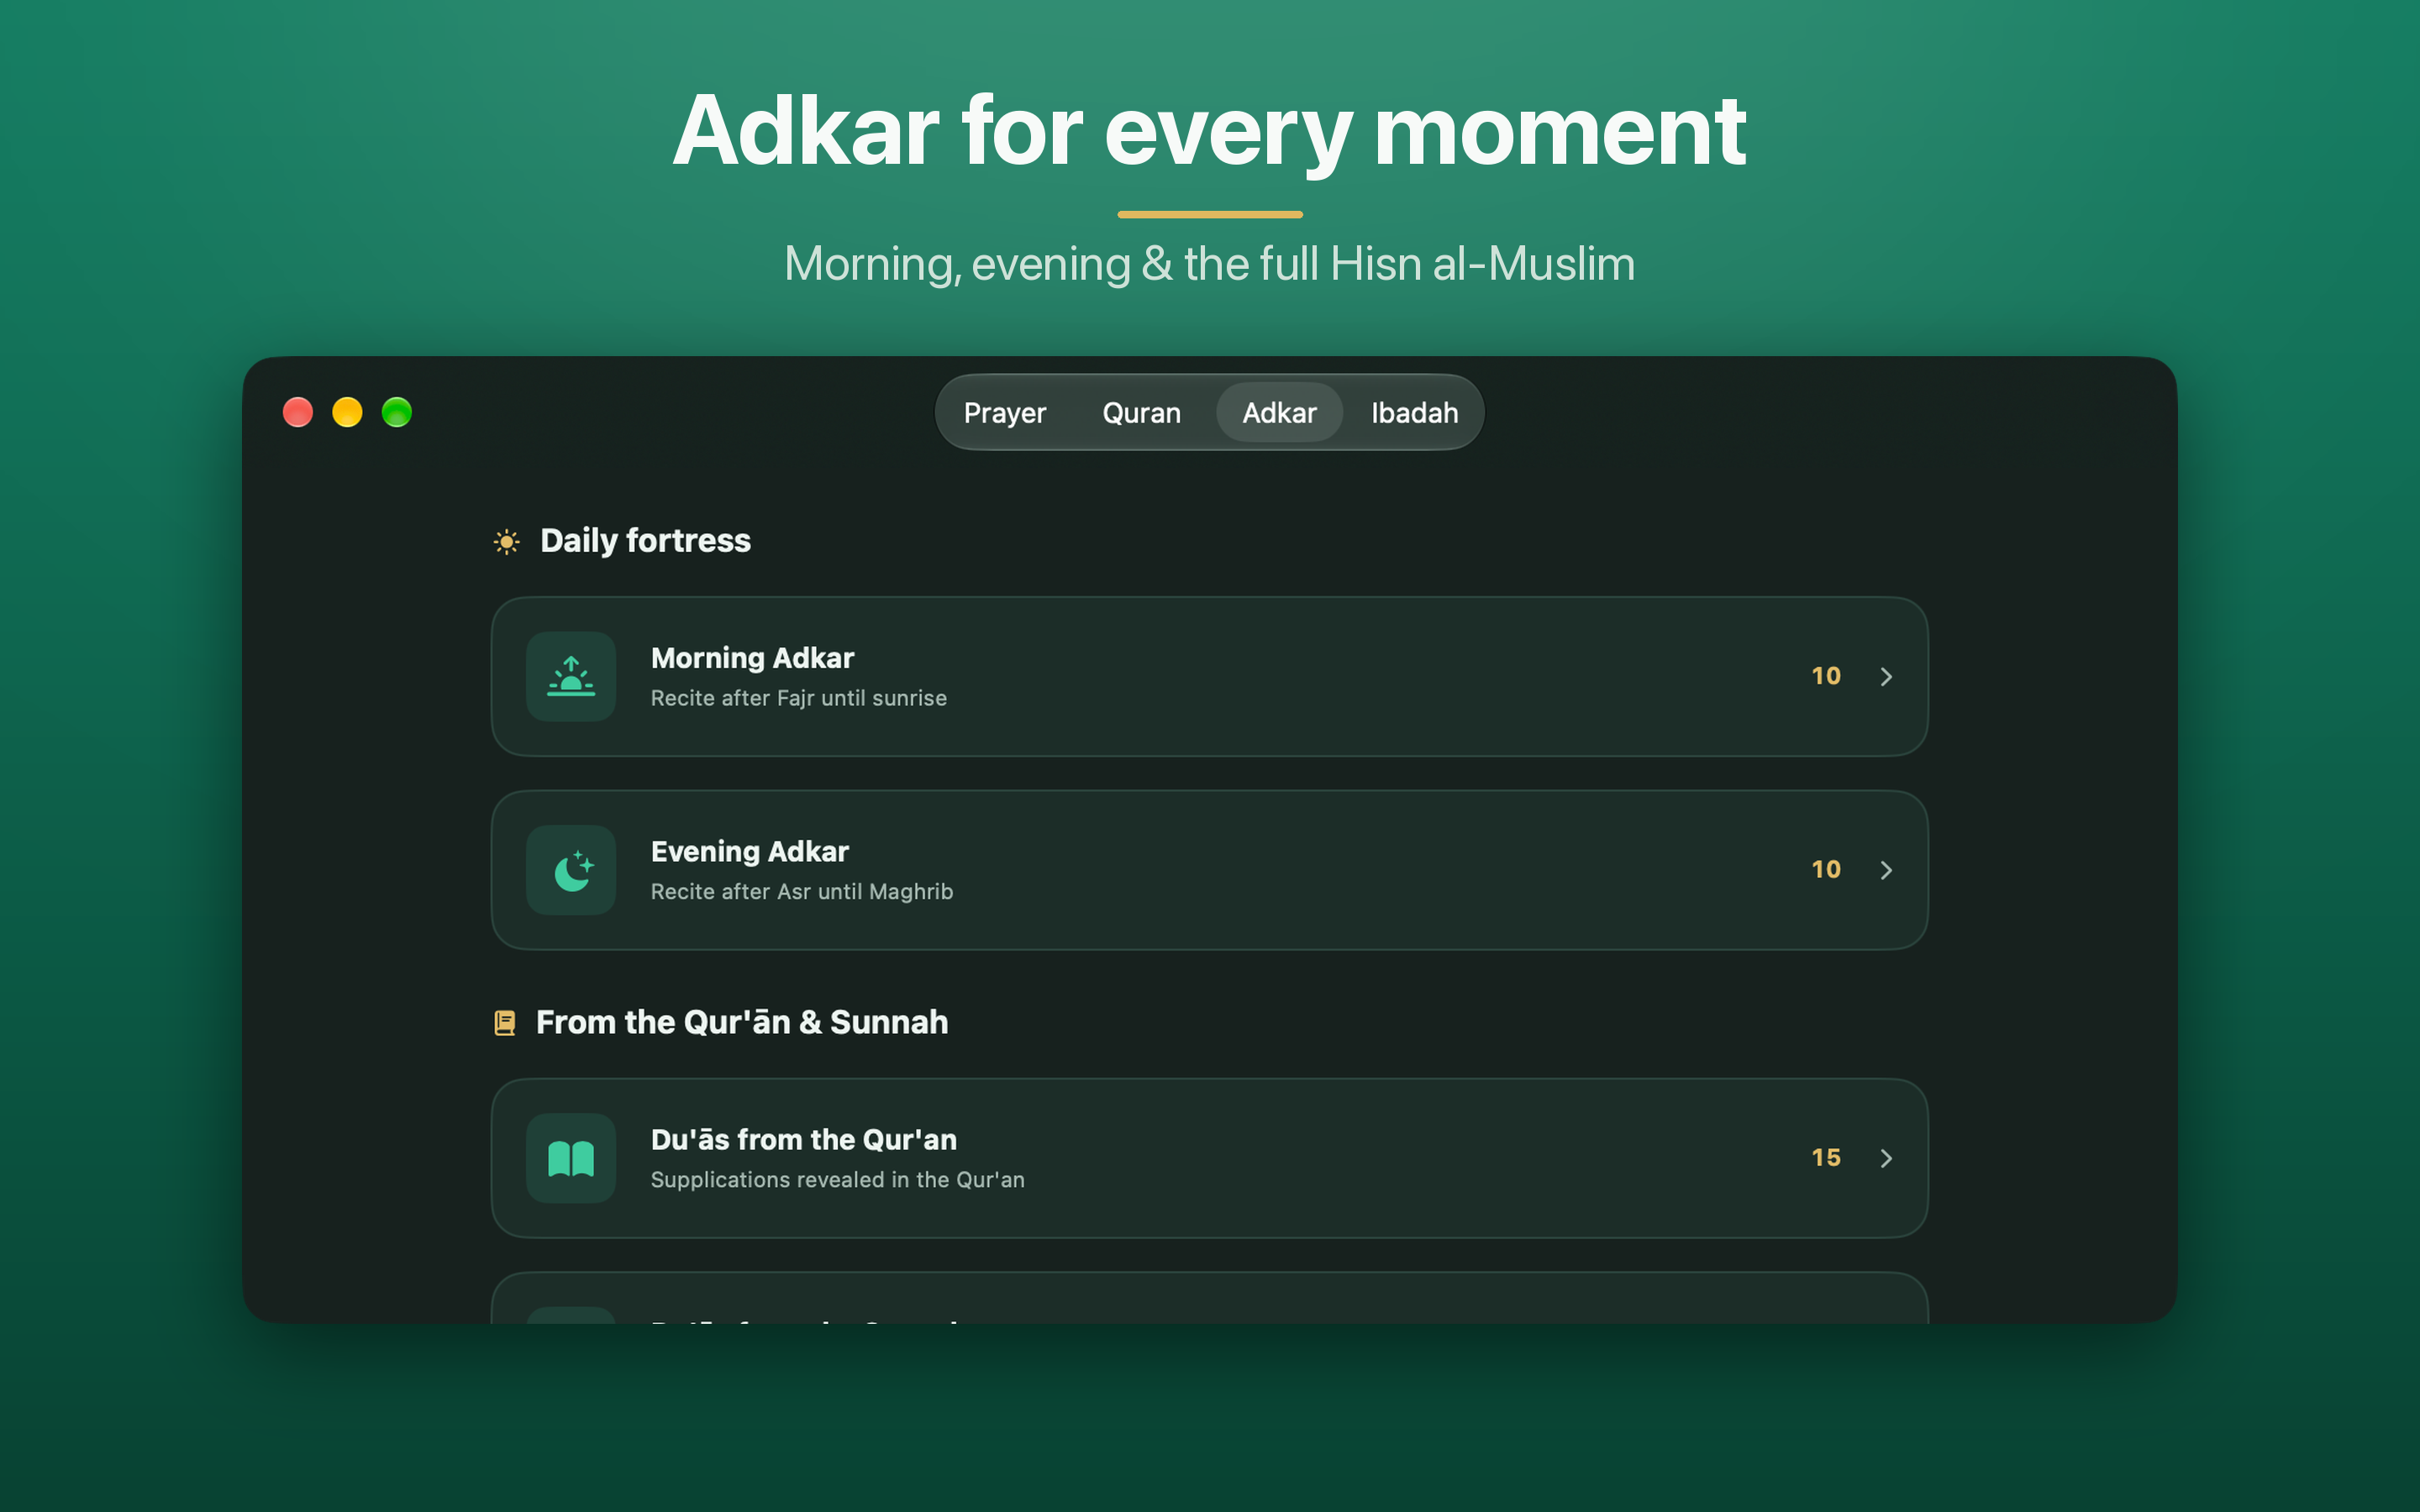 Adkar for every moment
Morning, evening & the full Hisn al-Muslim
Prayer
Quran
Adkar
Ibadah
Daily fortress
Morning Adkar
Recite after Fajr until sunrise
10
Evening Adkar
Recite after Asr until Maghrib
10
From the Qur'ān & Sunnah
Du'ās from the Qur'an
Supplications revealed in the Qur'an
15